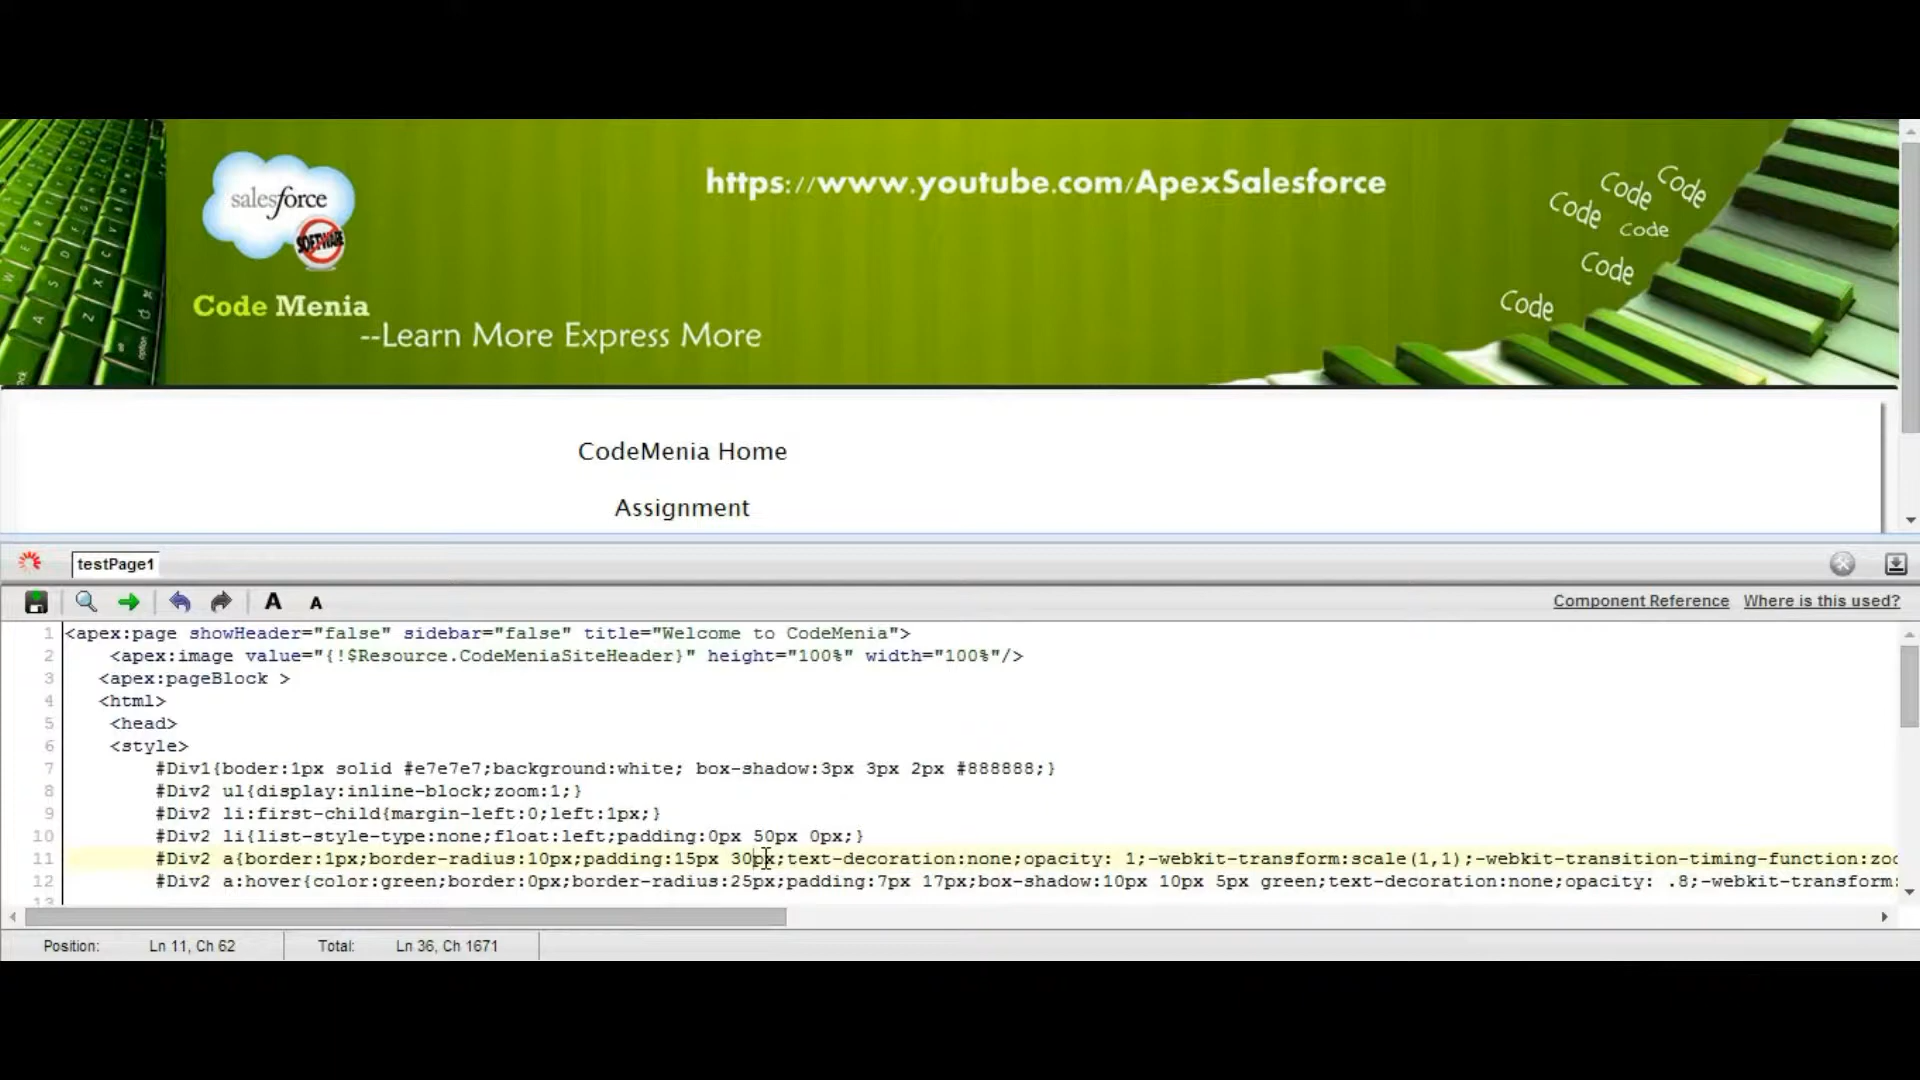 https://www.youtube.com/ApexSalesforce
salesforce
SOFTWARE
Code Code
Code Code
Code
Code
Code Menia
--Learn More Express More
CodeMenia Home
Assignment
testPage1
A A
Component Reference Where is this used?
1 <apex:page showHeader="false" sidebar="false" title="Welcome to CodeMenia">
2 <apex:image value="{!$Resource.CodeMeniaSiteHeader}" height="100%" width="100%"/>
3 <apex:pageBlock >
4 <html>
5 <head>
6 <style>
7 #Div1{boder:1px solid #e7e7e7;background:white; box-shadow:3px 3px 2px #888888;}
8 #Div2 ul{display:inline-block;zoom:1;}
9 #Div2 li:first-child{margin-left:0;left:1px;}
10 #Div2 li{list-style-type:none;float:left;padding:0px 50px 0px;}
11 #Div2 a{border:1px;border-radius:10px;padding:15px 30px;text-decoration:none;opacity: 1;-webkit-transform:scale(1,1);-webkit-transition-timing-function:zoo
12 #Div2 a:hover{color:green;border:0px;border-radius:25px;padding:7px 17px;box-shadow:10px 10px 5px green;text-decoration:none;opacity: .8;-webkit-transform:
13
Position: Ln 11, Ch 62 Total: Ln 36, Ch 1671